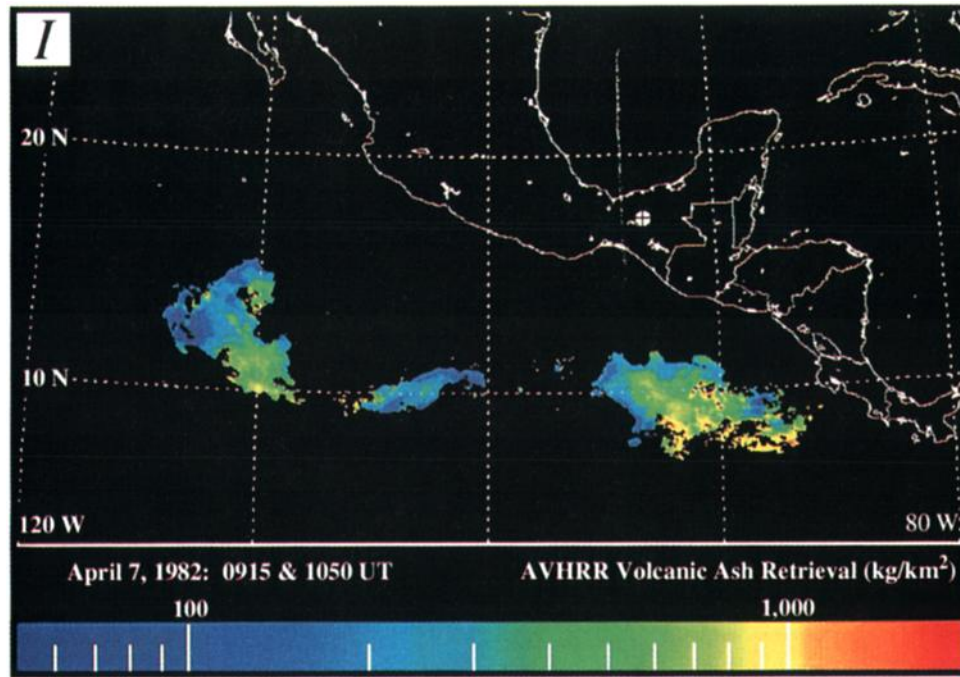 I
20 N
10 N
120 W
80 W
April 7, 1982: 0915 & 1050 UT
AVHRR Volcanic Ash Retrieval (kg/km²)
100
1,000